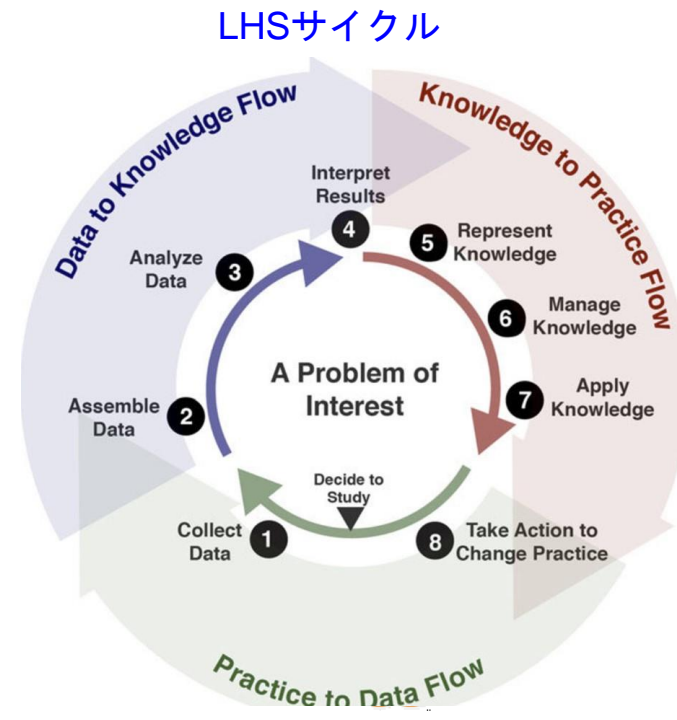 LHSサイクル
Data to Knowledge Flow
Knowledge to Practice Flow
Interpret
Results
4
5
Represent
Knowledge
Analyze
Data
3
6
Manage
Knowledge
A Problem of
Interest
7
Apply
Knowledge
Assemble
Data
2
Decide to
Study
Collect
Data
1
8
Take Action to
Change Practice
Practice to Data Flow